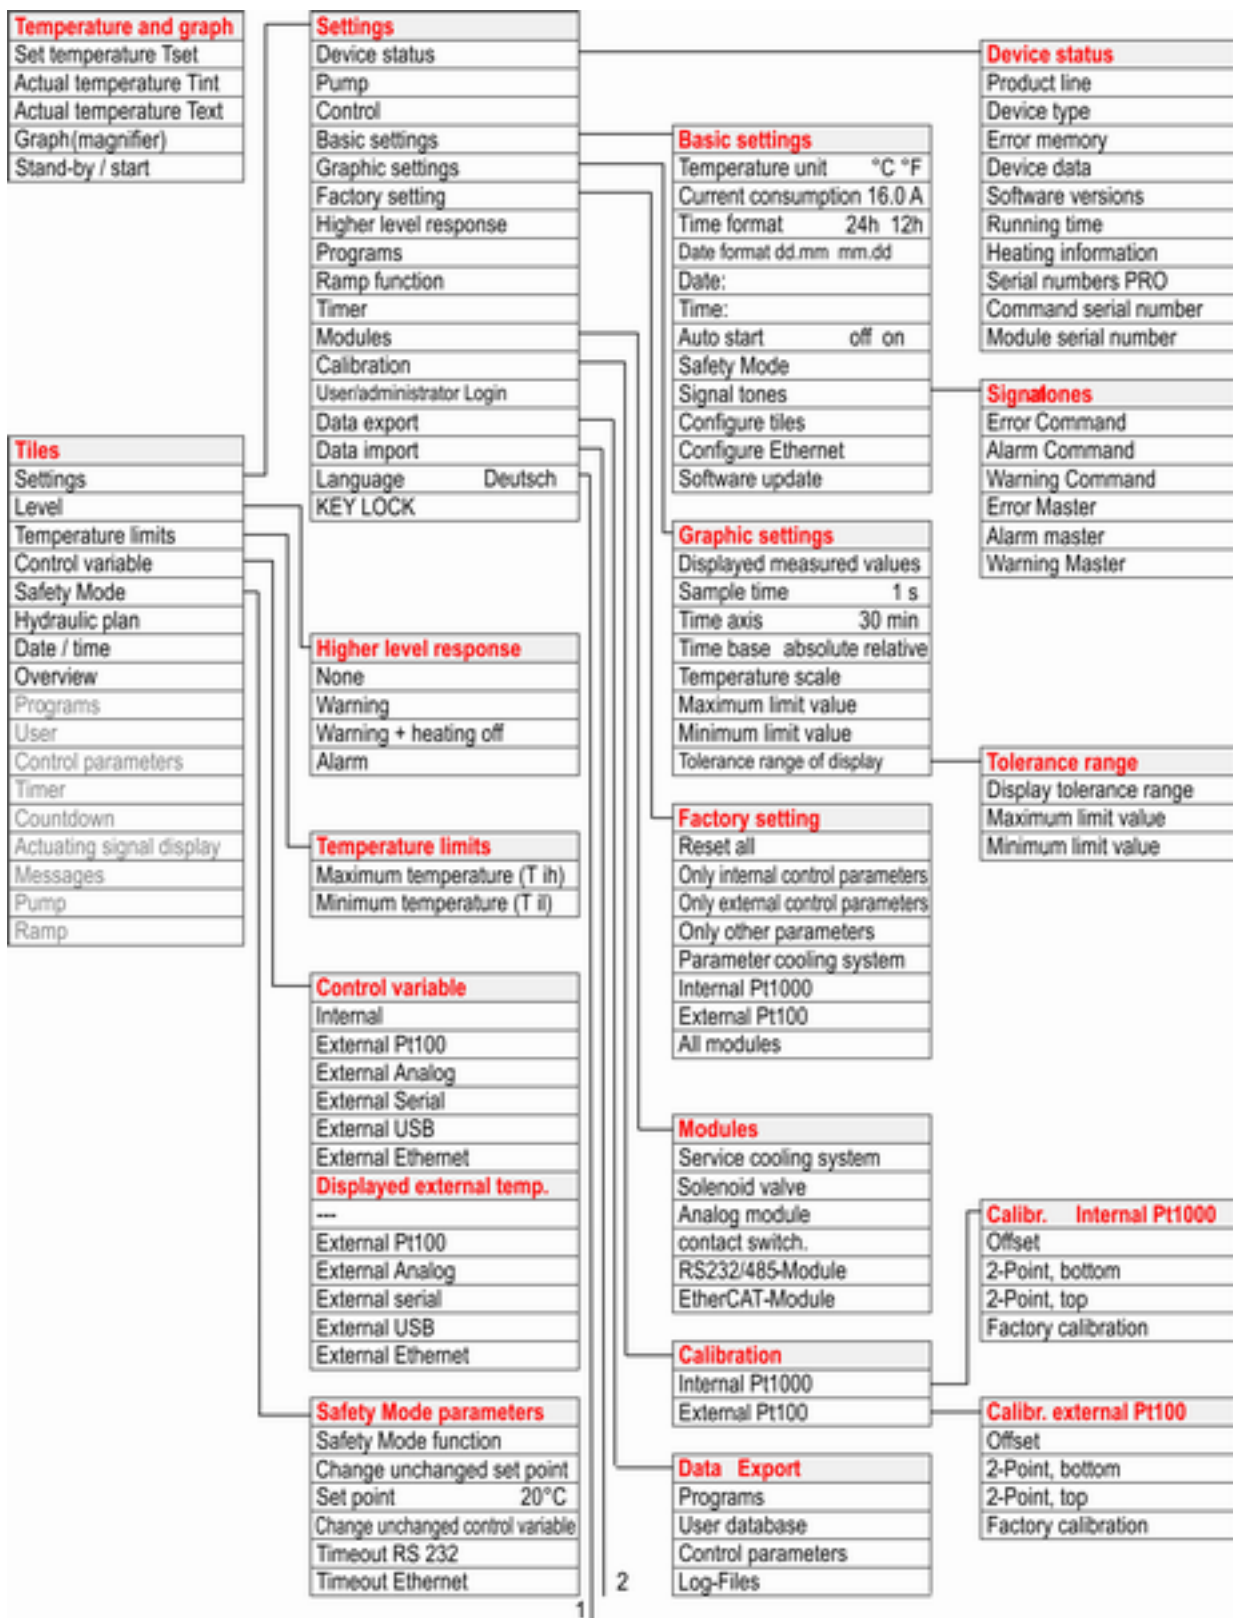 Temperature and graph
Set temperature Tset
Actual temperature Tint
Actual temperature Text
Graph(magnifier)
Stand-by / start
Tiles
Settings
Level
Temperature limits
Control variable
Safety Mode
Hydraulic plan
Date / time
Overview
Programs
User
Control parameters
Timer
Countdown
Actuating signal display
Messages
Pump
Ramp
Settings
Device status
Pump
Control
Basic settings
Graphic settings
Factory setting
Higher level response
Programs
Ramp function
Timer
Modules
Calibration
User/administrator Login
Data export
Data import
Language Deutsch
KEY LOCK
Higher level response
None
Warning
Warning + heating off
Alarm
Temperature limits
Maximum temperature (T ih)
Minimum temperature (T il)
Control variable
Internal
External Pt100
External Analog
External Serial
External USB
External Ethernet
Displayed external temp.
---
External Pt100
External Analog
External serial
External USB
External Ethernet
Safety Mode parameters
Safety Mode function
Change unchanged set point
Set point 20°C
Change unchanged control variable
Timeout RS 232
Timeout Ethernet
1
2
Basic settings
Temperature unit °C °F
Current consumption 16.0 A
Time format 24h 12h
Date format dd.mm mm.dd
Date:
Time:
Auto start off on
Safety Mode
Signal tones
Configure tiles
Configure Ethernet
Software update
Graphic settings
Displayed measured values
Sample time 1 s
Time axis 30 min
Time base absolute relative
Temperature scale
Maximum limit value
Minimum limit value
Tolerance range of display
Factory setting
Reset all
Only internal control parameters
Only external control parameters
Only other parameters
Parameter cooling system
Internal Pt1000
External Pt100
All modules
Modules
Service cooling system
Solenoid valve
Analog module
contact switch.
RS232/485-Module
EtherCAT-Module
Calibration
Internal Pt1000
External Pt100
Data Export
Programs
User database
Control parameters
Log-Files
Device status
Product line
Device type
Error memory
Device data
Software versions
Running time
Heating information
Serial numbers PRO
Command serial number
Module serial number
Signaltones
Error Command
Alarm Command
Warning Command
Error Master
Alarm master
Warning Master
Tolerance range
Display tolerance range
Maximum limit value
Minimum limit value
Calibr. Internal Pt1000
Offset
2-Point, bottom
2-Point, top
Factory calibration
Calibr. external Pt100
Offset
2-Point, bottom
2-Point, top
Factory calibration